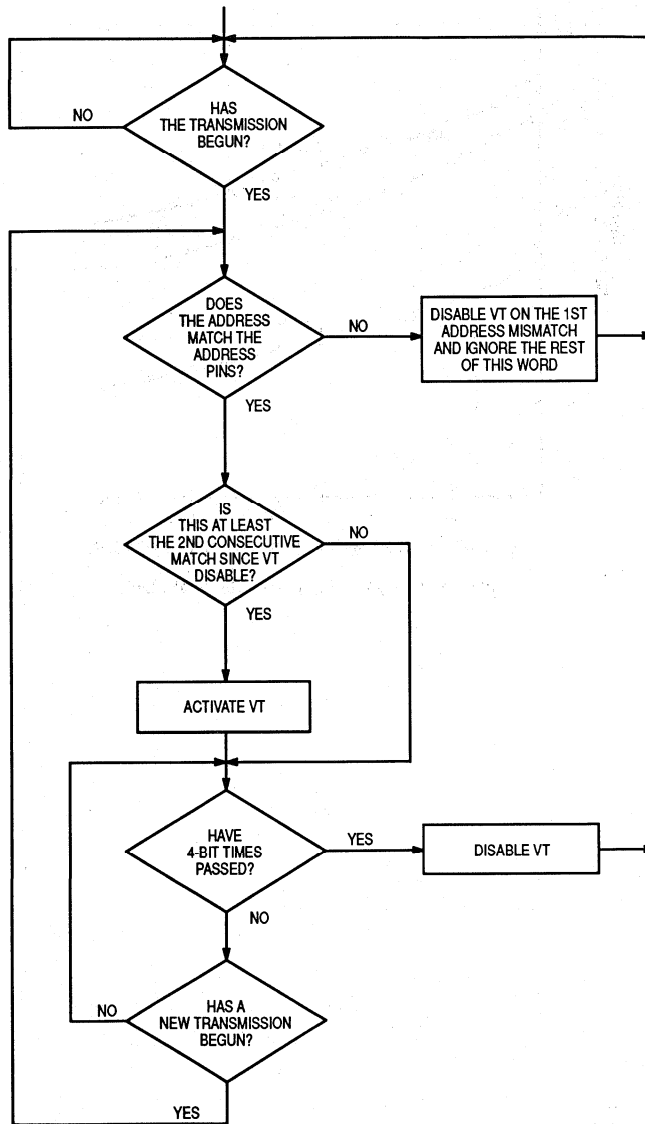 HAS
THE TRANSMISSION
BEGUN?
NO
YES
DOES
THE ADDRESS
MATCH THE
ADDRESS
PINS?
NO
DISABLE VT ON THE 1ST
ADDRESS MISMATCH
AND IGNORE THE REST
OF THIS WORD
YES
IS
THIS AT LEAST
THE 2ND CONSECUTIVE
MATCH SINCE VT
DISABLE?
NO
YES
ACTIVATE VT
HAVE
4-BIT TIMES
PASSED?
YES
DISABLE VT
NO
HAS A
NEW TRANSMISSION
BEGUN?
NO
YES